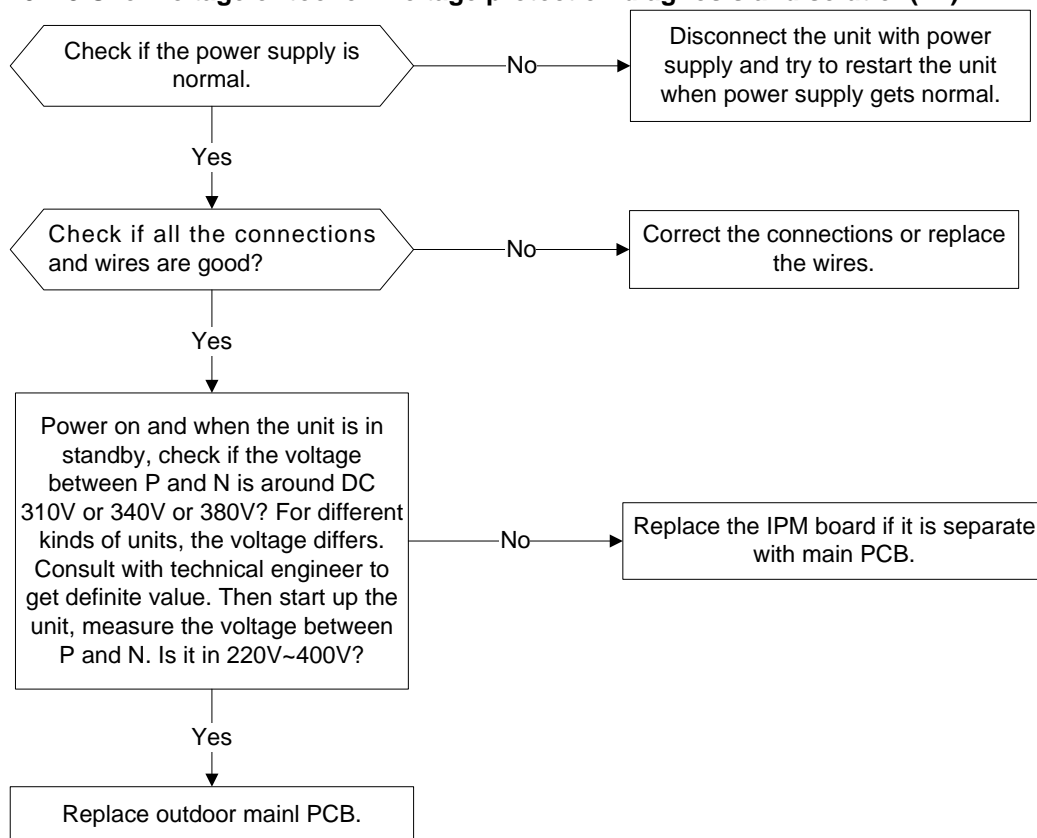 Check if the power supply is
normal.
No
Disconnect the unit with power
supply and try to restart the unit
when power supply gets normal.
Yes
Check if all the connections
and wires are good?
No
Correct the connections or replace
the wires.
Yes
Power on and when the unit is in
standby, check if the voltage
between P and N is around DC
310V or 340V or 380V? For different
kinds of units, the voltage differs.
Consult with technical engineer to
get definite value. Then start up the
unit, measure the voltage between
P and N. Is it in 220V~400V?
No
Replace the IPM board if it is separate
with main PCB.
Yes
Replace outdoor mainl PCB.